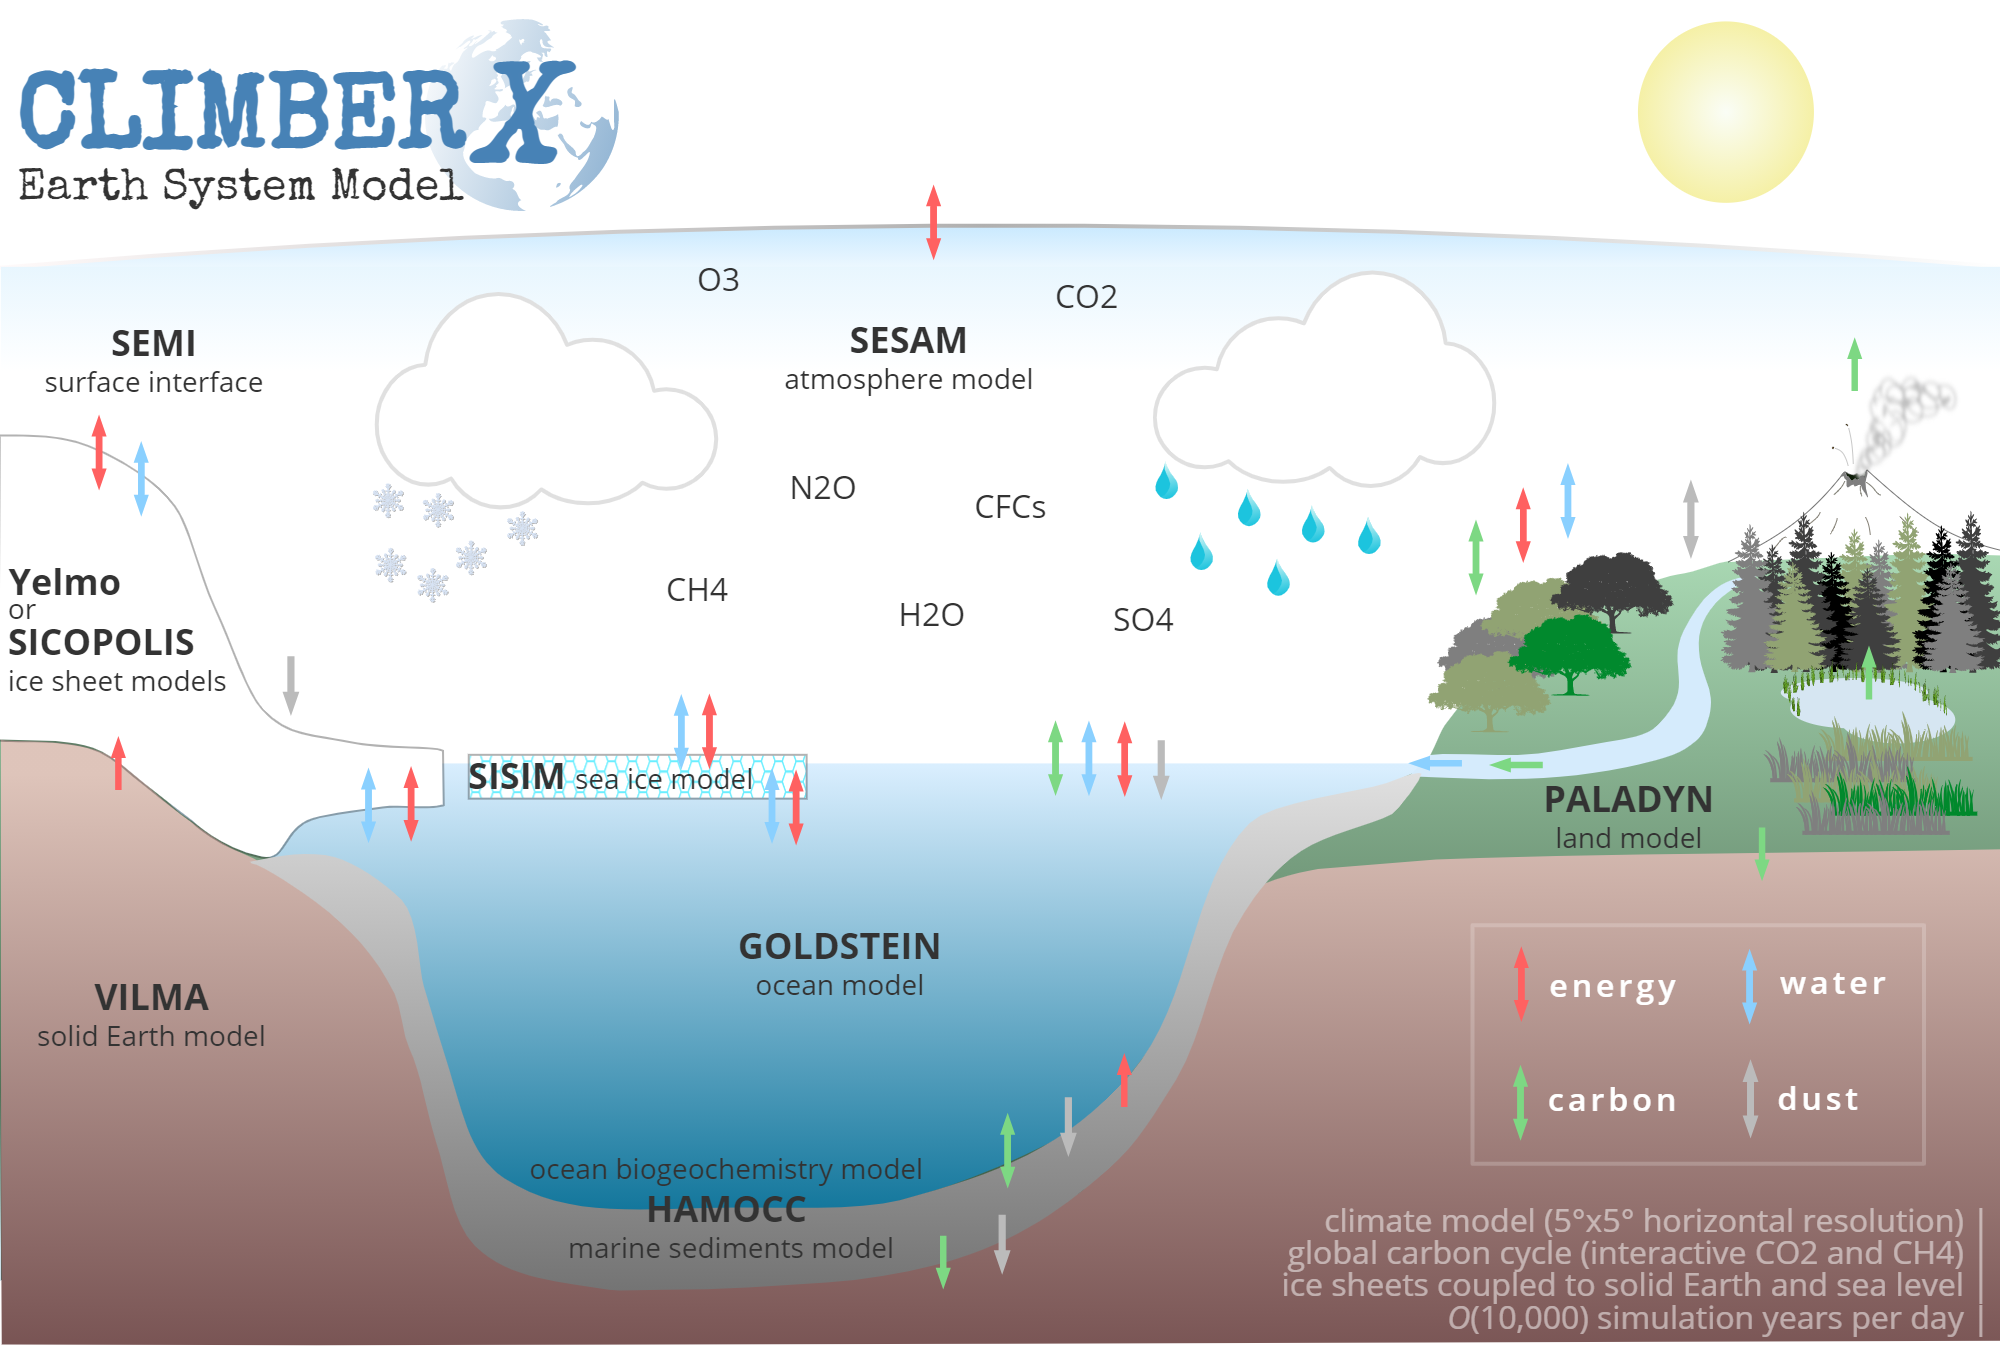 CLIMBER X
Earth System Model
O3
CO2
SEMI
surface interface
SESAM
atmosphere model
N2O
CFCs
CH4
H2O
SO4
Yelmo
or
SICOPOLIS
ice sheet models
SISIM sea ice model
PALADYN
land model
GOLDSTEIN
ocean model
VILMA
solid Earth model
energy
water
carbon
dust
ocean biogeochemistry model
HAMOCC
marine sediments model
climate model (5°x5° horizontal resolution)
global carbon cycle (interactive CO2 and CH4)
ice sheets coupled to solid Earth and sea level
O(10,000) simulation years per day